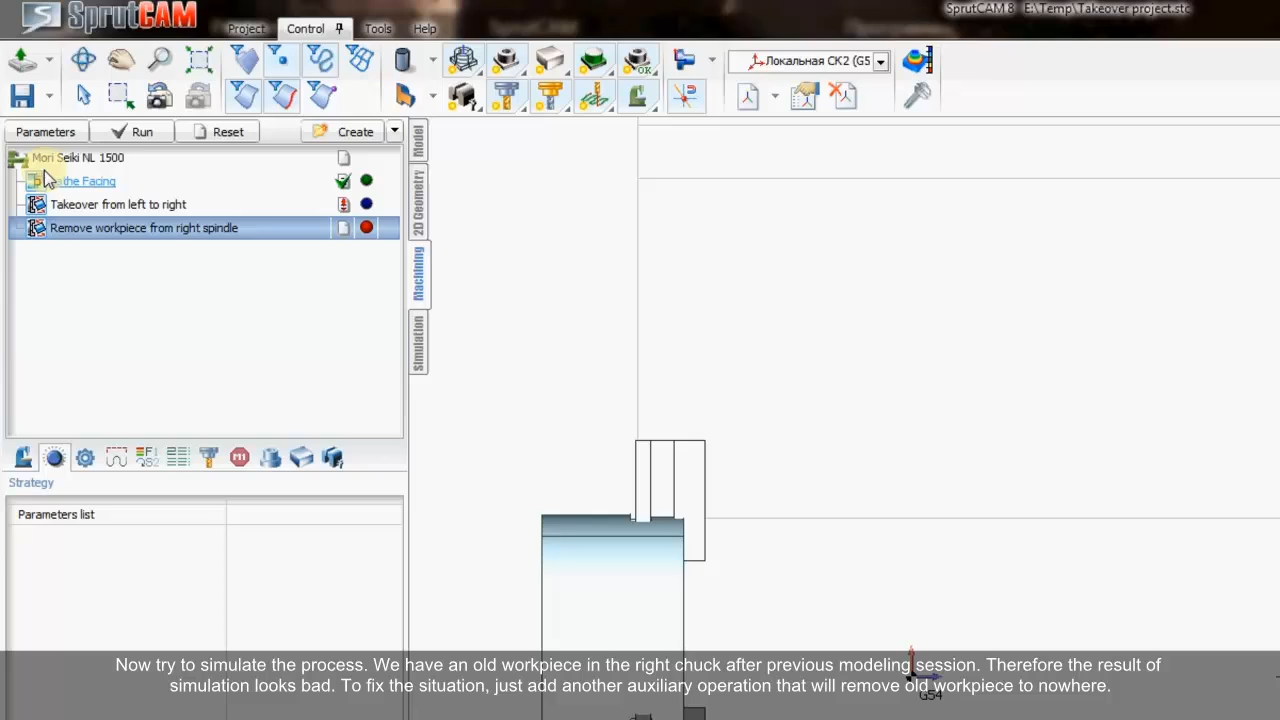 SprutCAM
SprutCAM 8   E:\Temp\Takeover project.stc
Project
Control
Tools
Help
Локальная СК2 (G5
OK
Parameters
Run
Reset
Create
Mori Seiki NL 1500
the Facing
Takeover from left to right
Remove workpiece from right spindle
Model
2D Geometry
Machining
Simulation
M1
Strategy
Parameters list
G54
Now try to simulate the process. We have an old workpiece in the right chuck after previous modeling session. Therefore the result of
simulation looks bad. To fix the situation, just add another auxiliary operation that will remove old workpiece to nowhere.